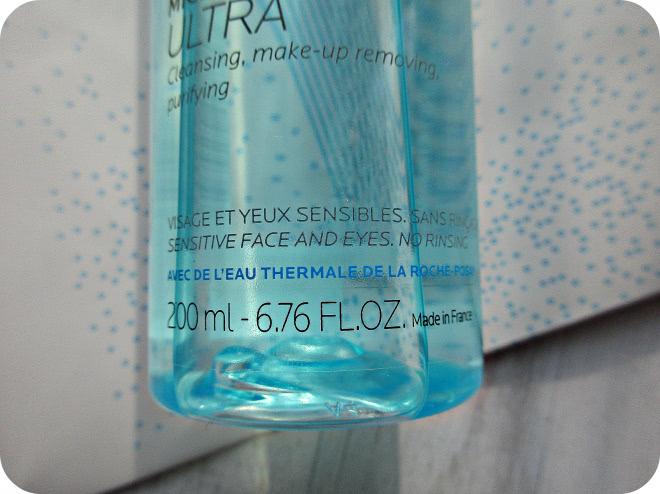 ULTRA
Cleansing, make-up removing,
purifying
VISAGE ET YEUX SENSIBLES. SANS
SENSITIVE FACE AND EYES. NO RINSING
AVEC DE L'EAU THERMALE DE LA ROCHE-POSAY
200 ml - 6.76 FL.OZ. Made in France